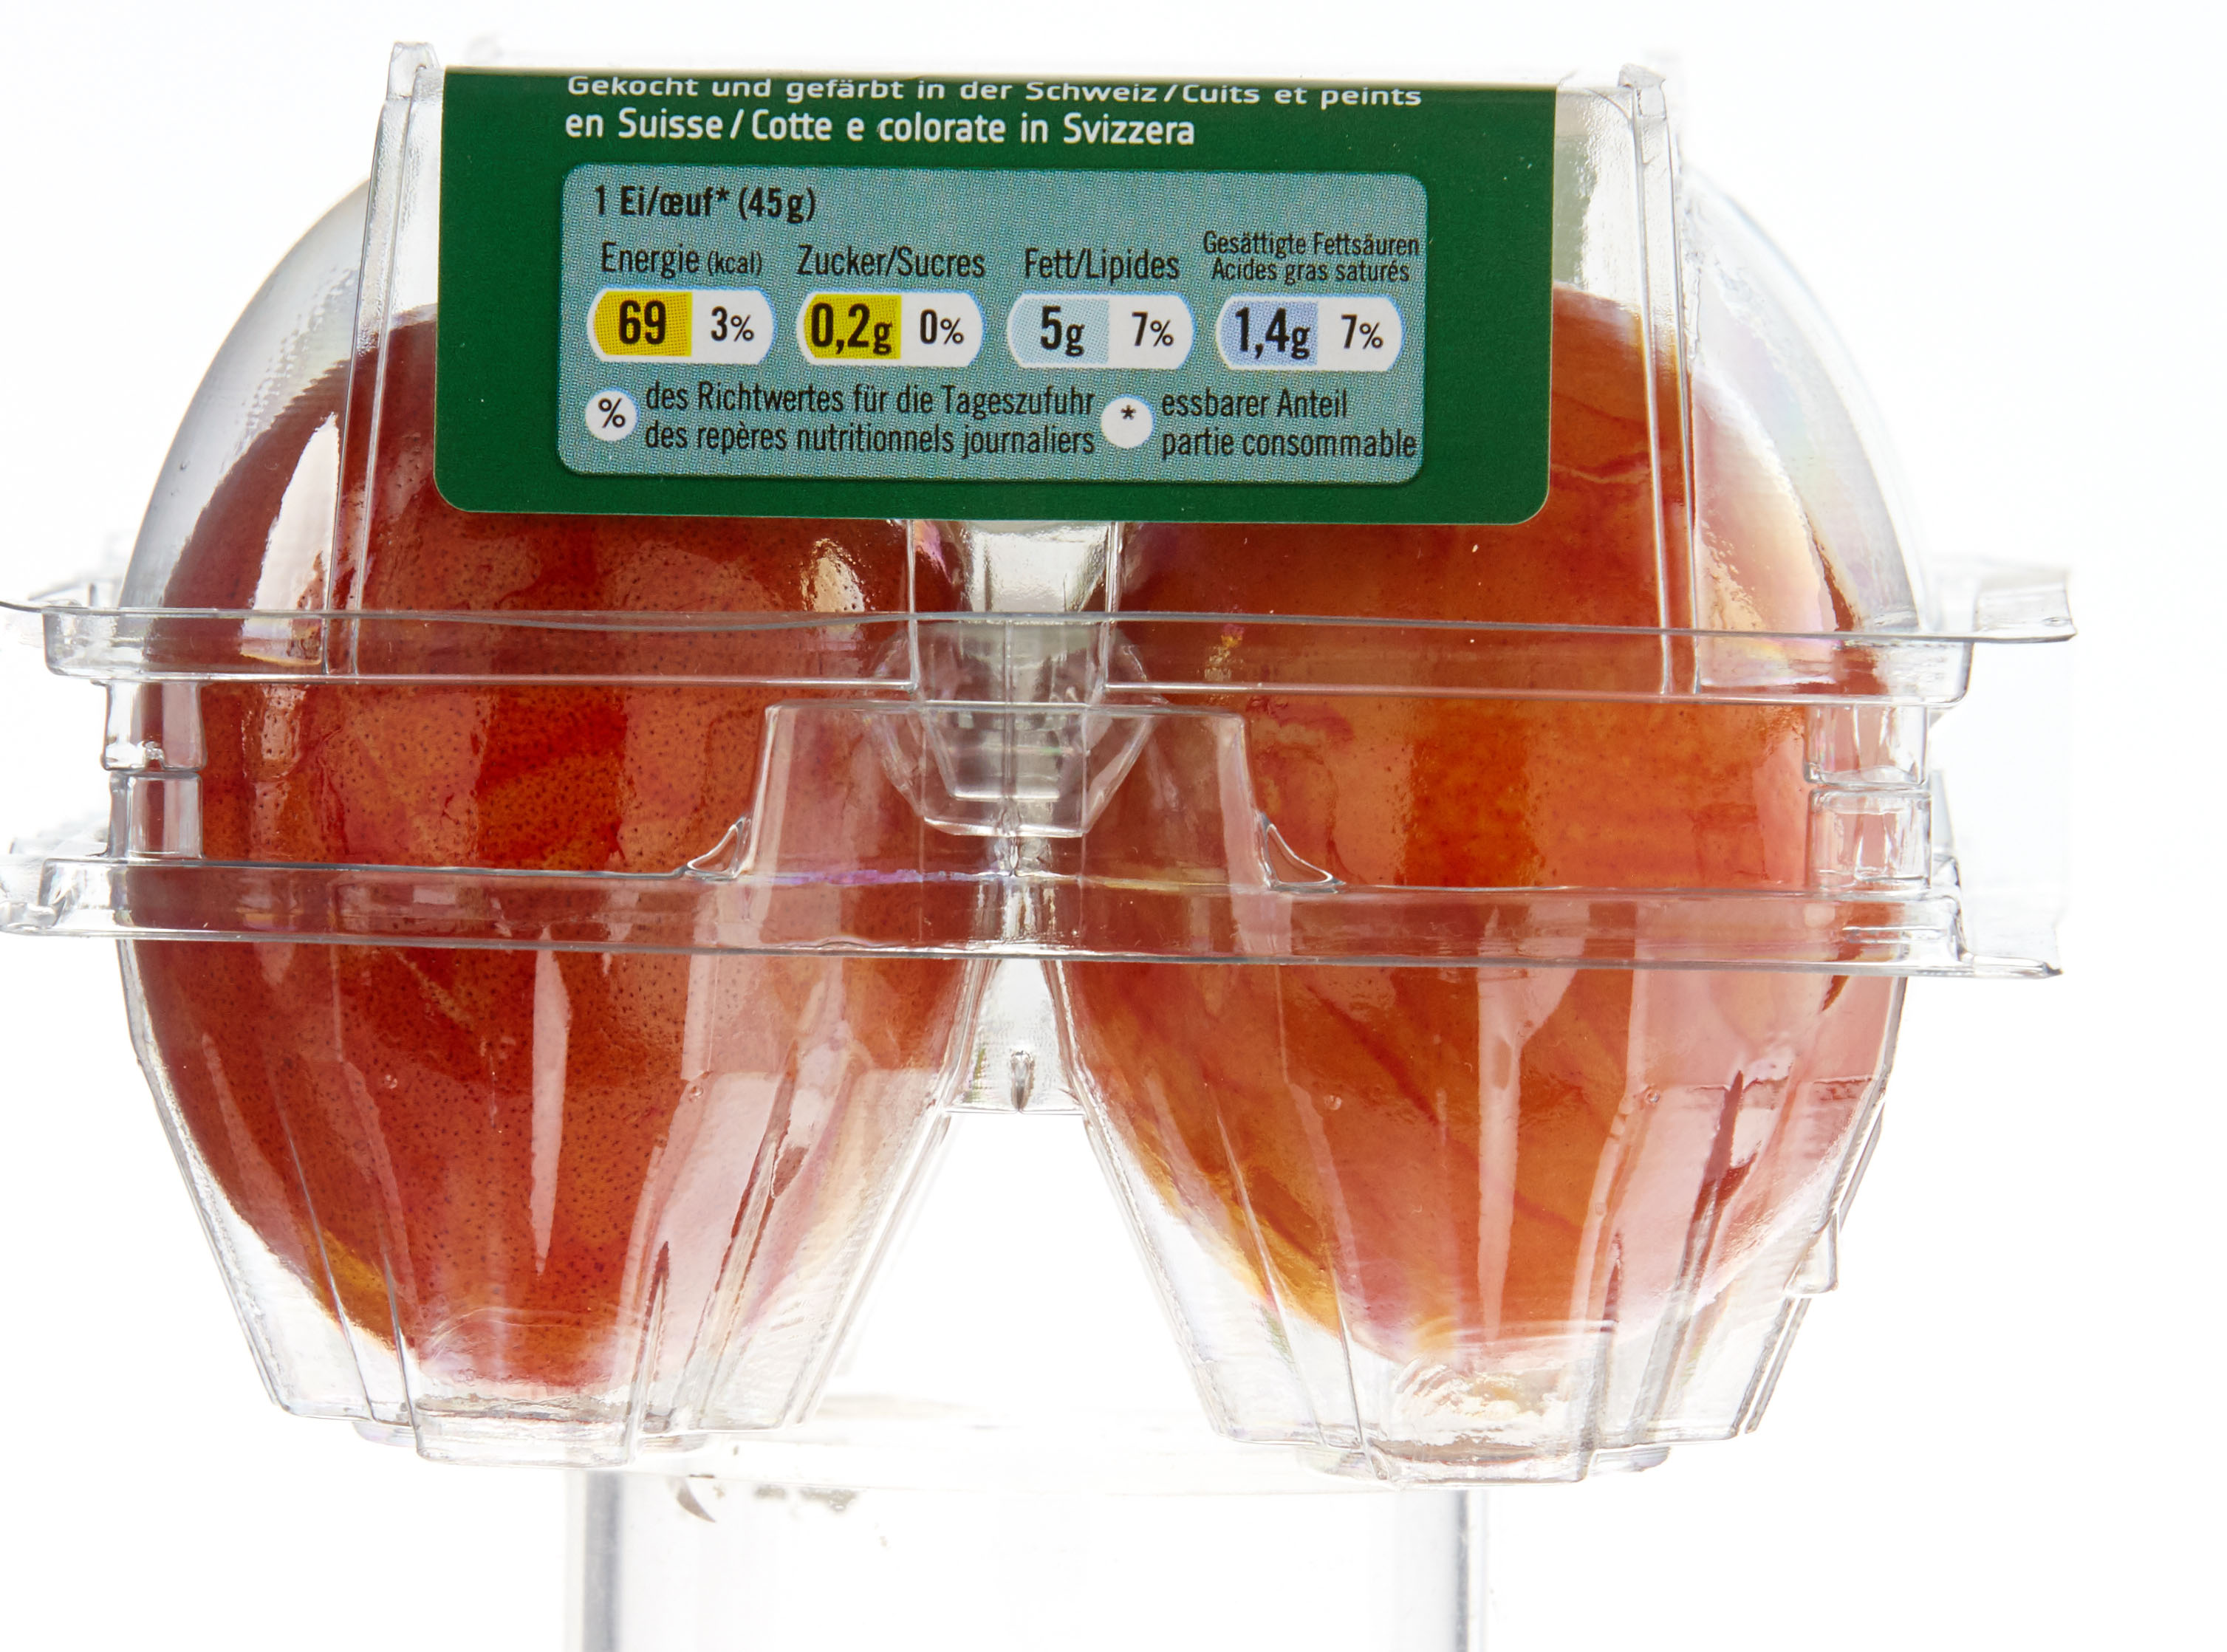 Gekocht und gefärbt in der Schweiz / Cuits et peints
en Suisse / Cotte e colorate in Svizzera
1 Ei/œuf* (45g)
Energie (kcal) Zucker/Sucres Fett/Lipides Gesättigte Fettsäuren
Acides gras saturés
69 3% 0,2g 0% 5g 7% 1,4g 7%
% des Richtwertes für die Tageszufuhr
des repères nutritionnels journaliers
* essbarer Anteil
partie consommable